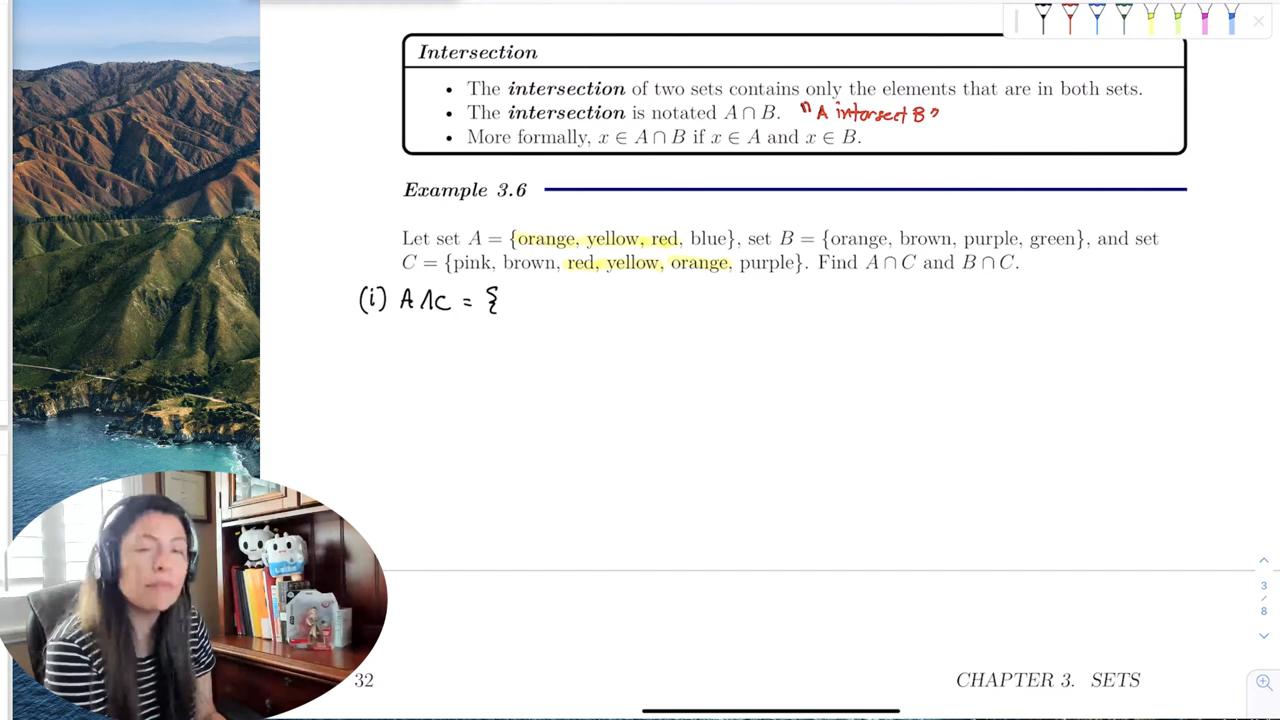 Intersection
• The intersection of two sets contains only the elements that are in both sets.
• The intersection is notated A ∩ B. "A intersect B"
• More formally, x ∈ A ∩ B if x ∈ A and x ∈ B.
Example 3.6
Let set A = {orange, yellow, red, blue}, set B = {orange, brown, purple, green}, and set
C = {pink, brown, red, yellow, orange, purple}. Find A ∩ C and B ∩ C.
(i) A ∩ C = {
3
/
8
32 CHAPTER 3. SETS